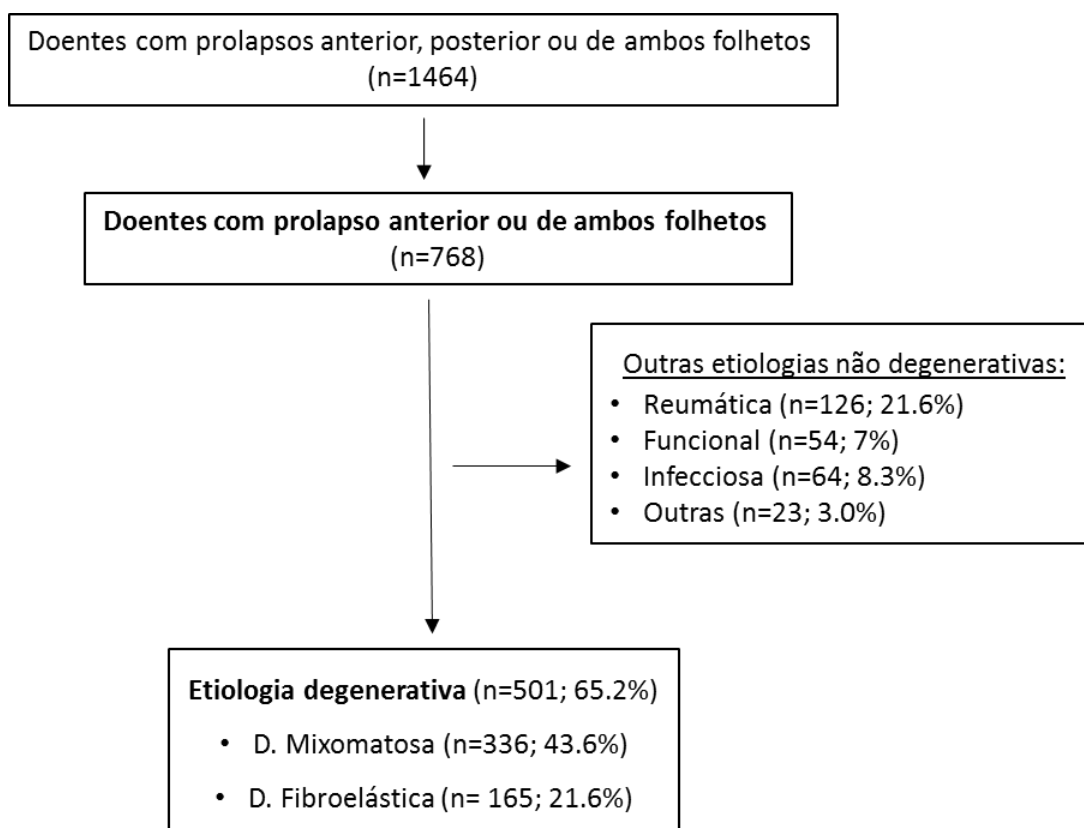 Doentes com prolapsos anterior, posterior ou de ambos folhetos
(n=1464)
Doentes com prolapso anterior ou de ambos folhetos
(n=768)
Outras etiologias não degenerativas:
• Reumática (n=126; 21.6%)
• Funcional (n=54; 7%)
• Infecciosa (n=64; 8.3%)
• Outras (n=23; 3.0%)
Etiologia degenerativa (n=501; 65.2%)
• D. Mixomatosa (n=336; 43.6%)
• D. Fibroelástica (n= 165; 21.6%)